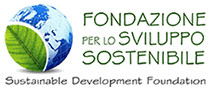 FONDAZIONE
PER LO SVILUPPO
SOSTENIBILE
Sustainable Development Foundation